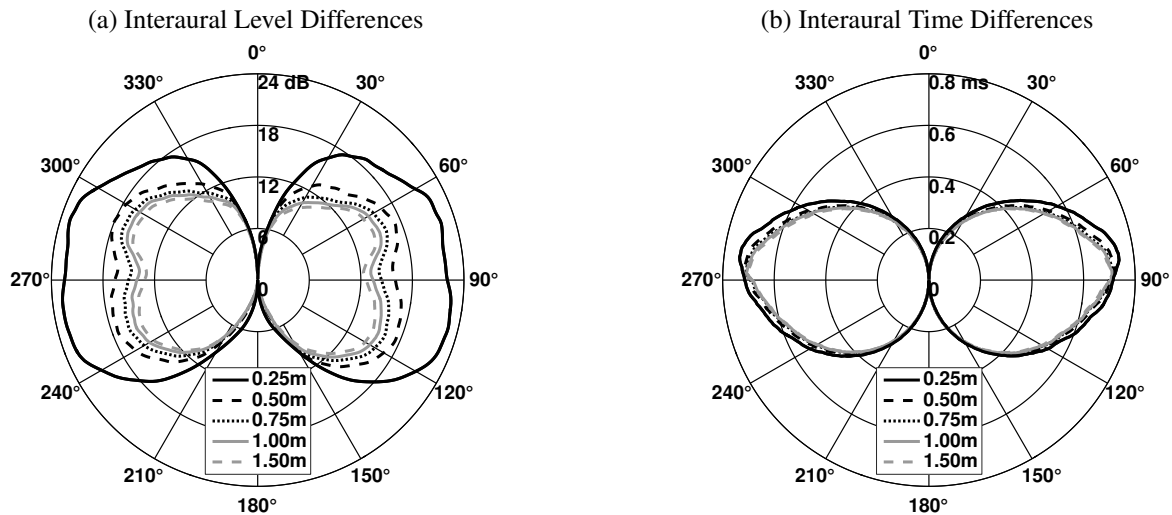 (a) Interaural Level Differences
0°
330°
24 dB
30°
18
300°
12
60°
6
270°
0
90°
240°
120°
0.25m
0.50m
0.75m
1.00m
1.50m
210°
150°
180°
(b) Interaural Time Differences
0°
330°
0.8 ms
30°
0.6
300°
0.4
60°
0.2
270°
0
90°
240°
120°
0.25m
0.50m
0.75m
1.00m
1.50m
210°
150°
180°